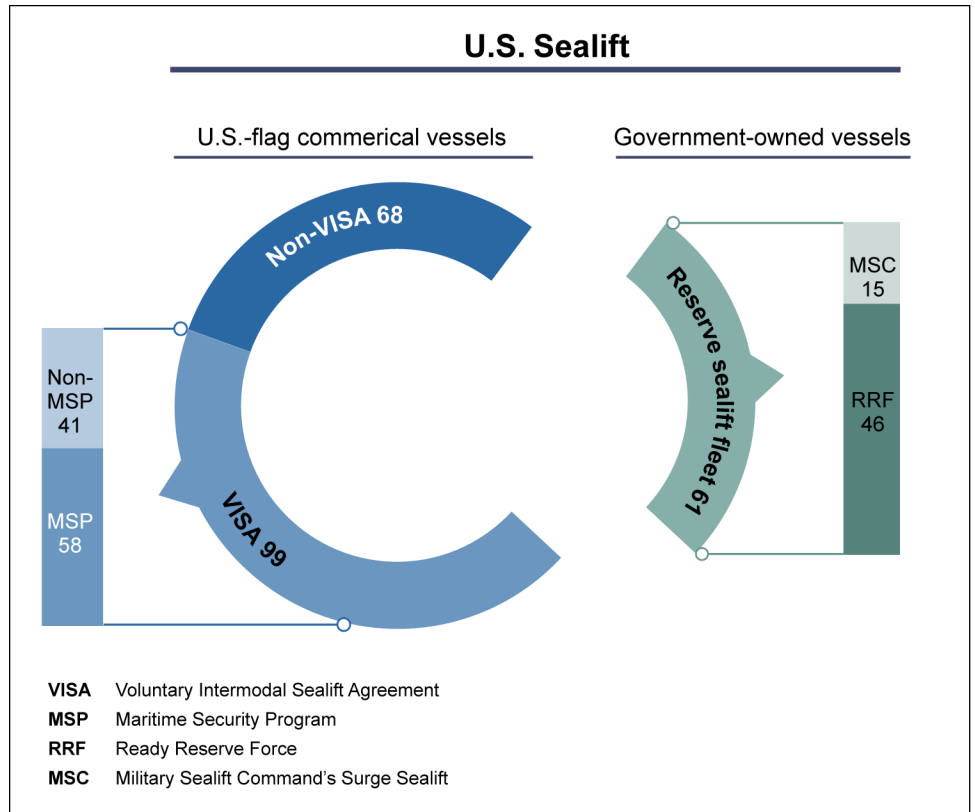 U.S. Sealift
U.S.-flag commerical vessels
Government-owned vessels
Non-VISA 68
VISA 99
Non-
MSP
41
MSP
58
Reserve sealift fleet 61
MSC
15
RRF
46
VISA Voluntary Intermodal Sealift Agreement
MSP Maritime Security Program
RRF Ready Reserve Force
MSC Military Sealift Command's Surge Sealift